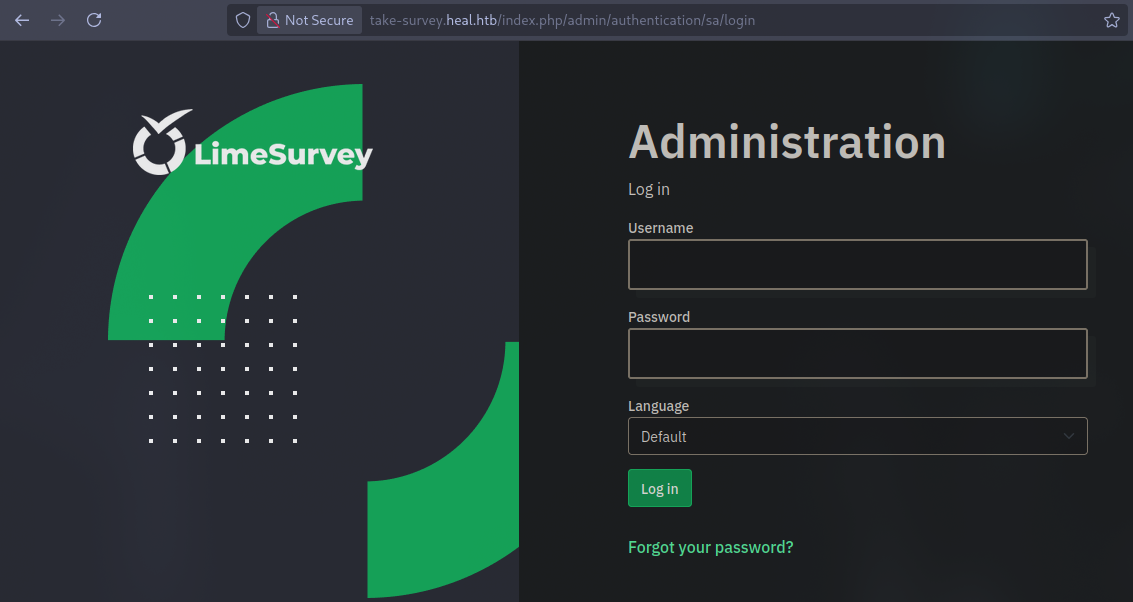 Not Secure take-survey.heal.htb/index.php/admin/authentication/sa/login
LimeSurvey
Administration
Log in
Username
Password
Language
Default
Log in
Forgot your password?